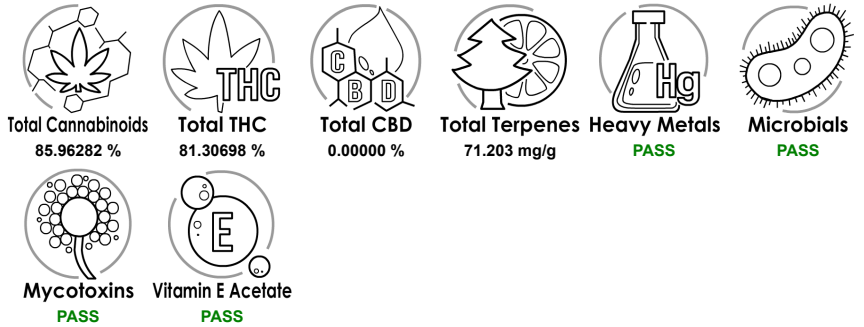 THC
C
B D
Hg
Total Cannabinoids Total THC Total CBD Total Terpenes Heavy Metals Microbials
85.96282 % 81.30698 % 0.00000 % 71.203 mg/g PASS PASS
E
Mycotoxins Vitamin E Acetate
PASS PASS